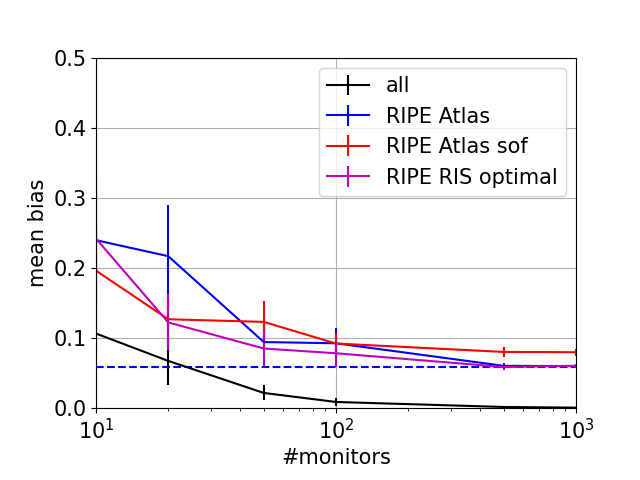 0.5
0.4
0.3
0.2
0.1
0.0
mean bias
10¹
10²
10³
#monitors
all
RIPE Atlas
RIPE Atlas sof
RIPE RIS optimal